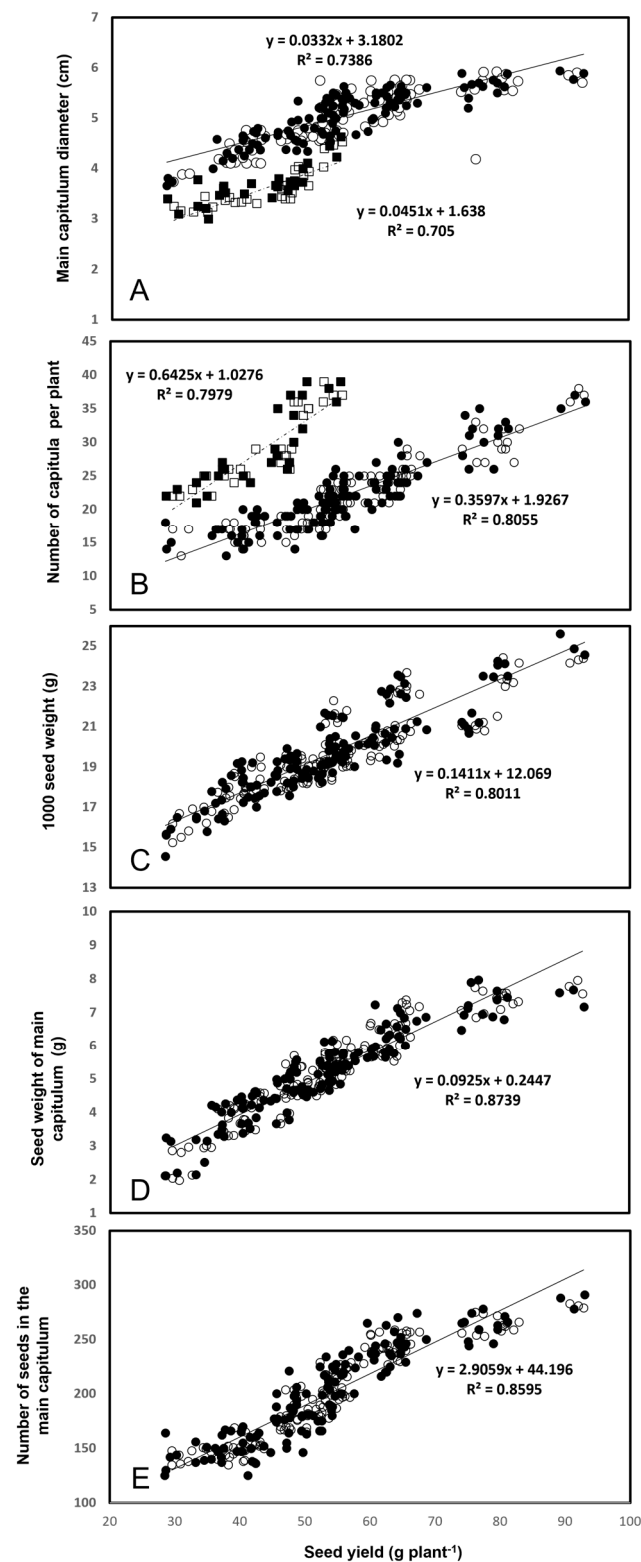 7
y = 0.0332x + 3.1802
R² = 0.7386
6
5
4
3
y = 0.0451x + 1.638
R² = 0.705
2
1
Main capitulum diameter (cm)
A
45
40
y = 0.6425x + 1.0276
R² = 0.7979
35
30
25
y = 0.3597x + 1.9267
R² = 0.8055
20
15
10
5
Number of capitula per plant
B
25
23
21
19
y = 0.1411x + 12.069
R² = 0.8011
17
15
13
1000 seed weight (g)
C
10
9
8
7
6
5
y = 0.0925x + 0.2447
R² = 0.8739
4
3
2
1
Seed weight of main
capitulum (g)
D
350
300
250
y = 2.9059x + 44.196
R² = 0.8595
200
150
100
Number of seeds in the
main capitulum
E
20 30 40 50 60 70 80 90 100
Seed yield (g plant⁻¹)